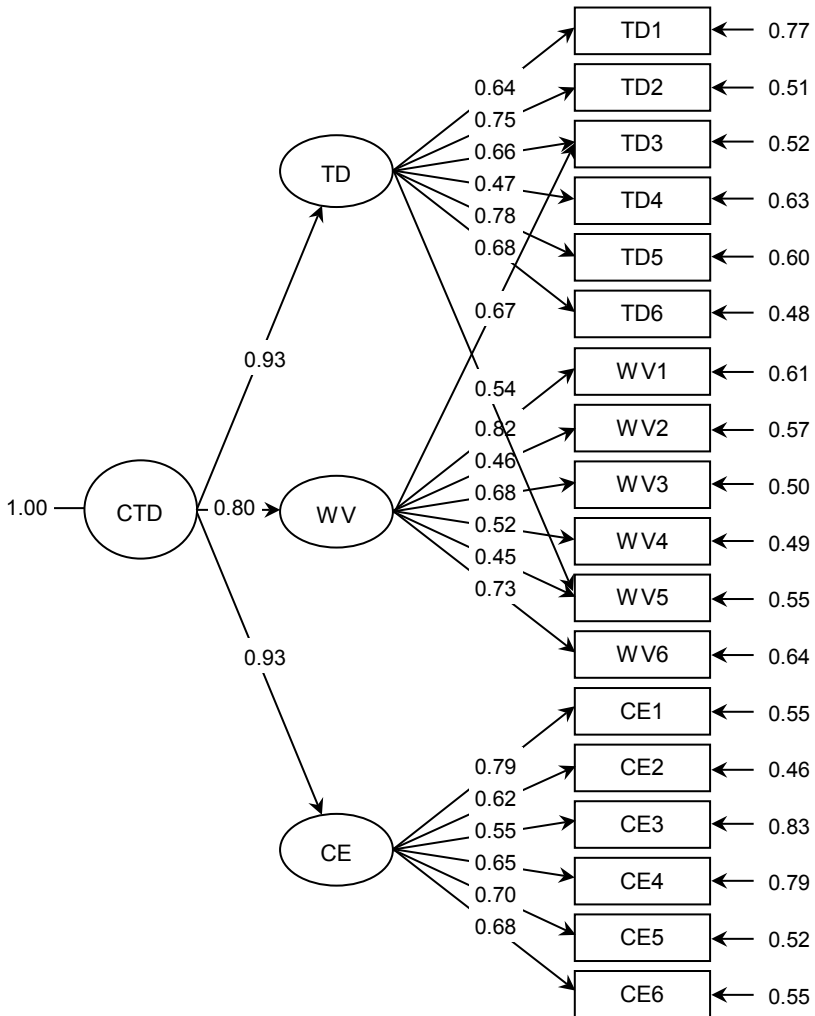 TD1 0.77
0.64 TD2 0.51
0.75
0.66 TD3 0.52
TD 0.47 TD4 0.63
0.78
0.68 TD5 0.60
0.67 TD6 0.48
0.93 0.54 WV1 0.61
0.82 WV2 0.57
0.46
0.68 WV3 0.50
1.00 CTD 0.80 WV 0.52 WV4 0.49
0.45
0.73 WV5 0.55
0.93 WV6 0.64
CE1 0.55
0.79 CE2 0.46
0.62
0.55 CE3 0.83
CE 0.65 CE4 0.79
0.70
0.68 CE5 0.52
CE6 0.55